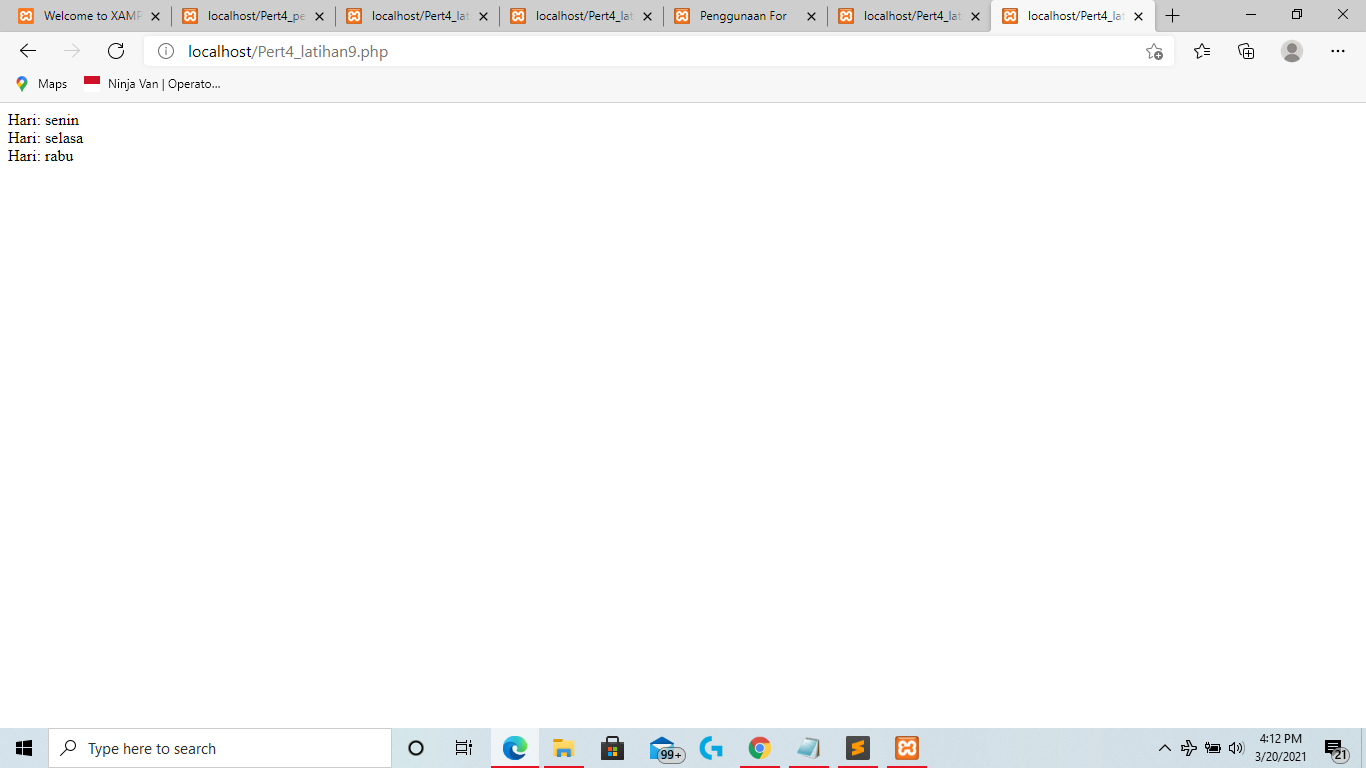 Welcome to XAMP
localhost/Pert4_pe
localhost/Pert4_lat
localhost/Pert4_lat
Penggunaan For
localhost/Pert4_lat
localhost/Pert4_lat
localhost/Pert4_latihan9.php
Maps
Ninja Van | Operato...
Hari: senin
Hari: selasa
Hari: rabu
Type here to search
99+
4:12 PM
3/20/2021
21